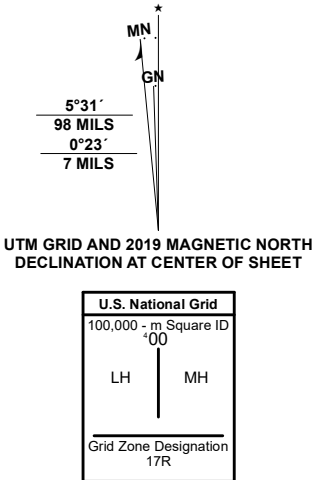 ★
MN
GN
5°31´
98 MILS
0°23´
7 MILS
UTM GRID AND 2019 MAGNETIC NORTH
DECLINATION AT CENTER OF SHEET
U.S. National Grid
100,000 - m Square ID
⁴00
LH MH
Grid Zone Designation
17R